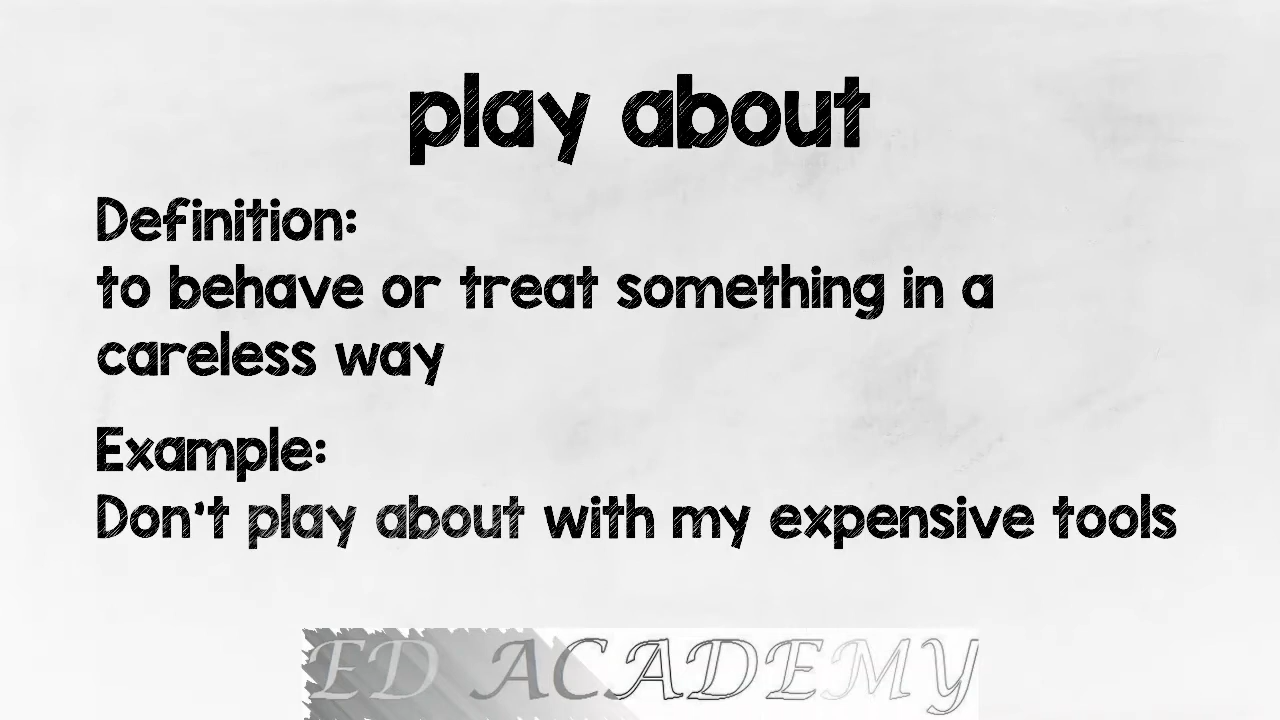 play about
Definition:
to behave or treat something in a
careless way
Example:
Don't play about with my expensive tools
ED ACADEMY